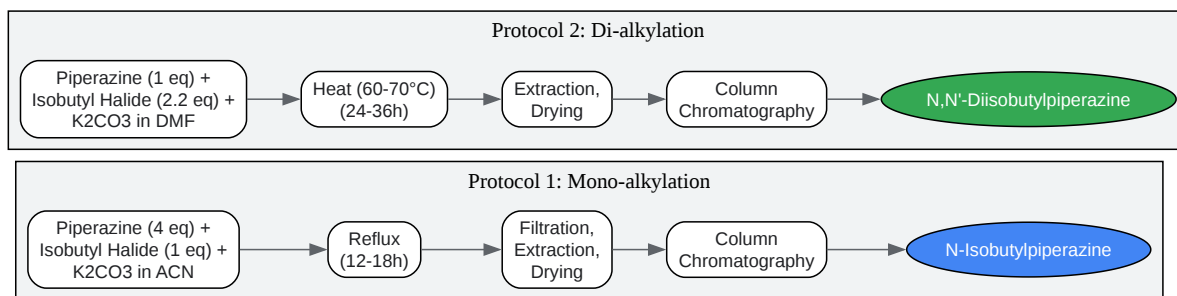 Protocol 2: Di-alkylation
Piperazine (1 eq) +
Isobutyl Halide (2.2 eq) +
K2CO3 in DMF
Heat (60-70°C)
(24-36h)
Extraction,
Drying
Column
Chromatography
N,N'-Diisobutylpiperazine
Protocol 1: Mono-alkylation
Piperazine (4 eq) +
Isobutyl Halide (1 eq) +
K2CO3 in ACN
Reflux
(12-18h)
Filtration,
Extraction,
Drying
Column
Chromatography
N-Isobutylpiperazine